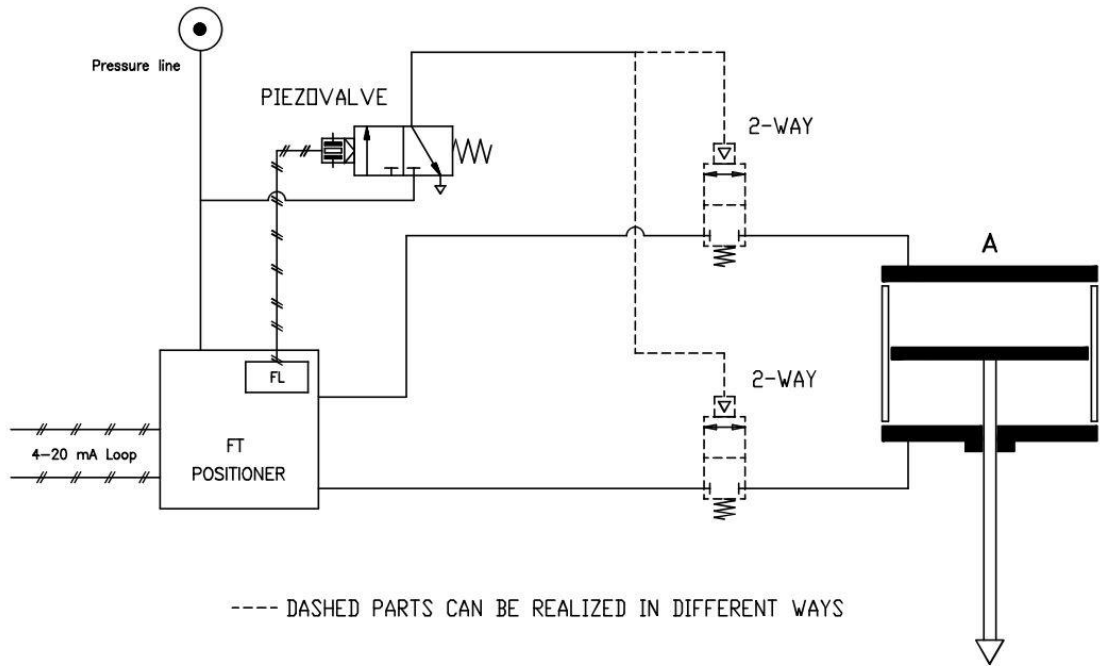 Pressure line
PIEZOVALVE
2-WAY
A
2-WAY
FL
4-20 mA Loop
FT
POSITIONER
---- DASHED PARTS CAN BE REALIZED IN DIFFERENT WAYS